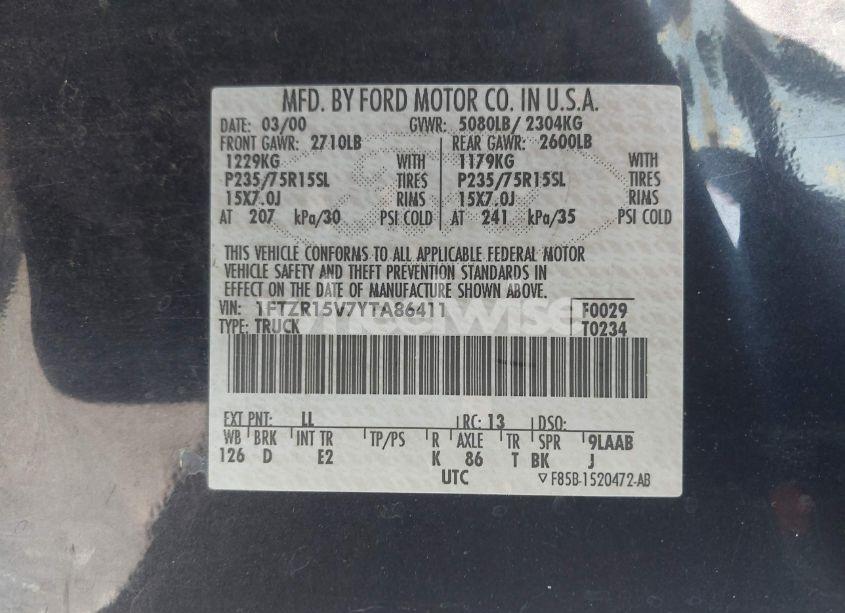 MFD. BY FORD MOTOR CO. IN U.S.A.
DATE: 03/00 GVWR: 5080LB/ 2304KG
FRONT GAWR: 2710LB REAR GAWR: 2600LB
1229KG WITH 1179KG WITH
P235/75R15SL TIRES P235/75R15SL TIRES
15X7.0J RIMS 15X7.0J RIMS
AT 207 kPa/30 PSI COLD AT 241 kPa/35 PSI COLD
THIS VEHICLE CONFORMS TO ALL APPLICABLE FEDERAL MOTOR
VEHICLE SAFETY AND THEFT PREVENTION STANDARDS IN
EFFECT ON THE DATE OF MANUFACTURE SHOWN ABOVE.
VIN: 1FTZR15V7YTA86411 F0029
TYPE: TRUCK T0234
EXT PNT: LL RC: 13 DSO:
WB BRK INT TR TP/PS R AXLE TR SPR 9LAAB
126 D E2 K 86 T BK J
UTC ▽ F85B-1520472-AB